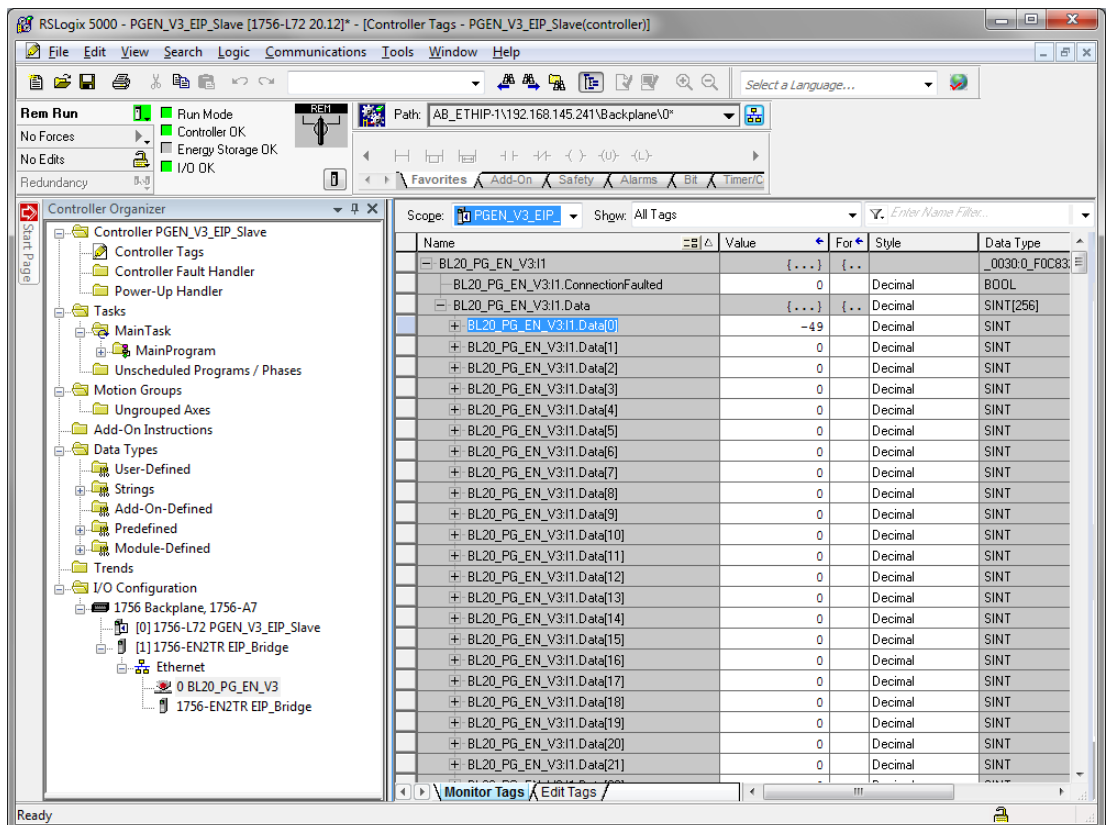 RSLogix 5000 - PGEN_V3_EIP_Slave [1756-L72 20.12]* - [Controller Tags - PGEN_V3_EIP_Slave(controller)]
File Edit View Search Logic Communications Tools Window Help
Select a Language...
Rem Run Run Mode REM Path: AB_ETHIP-1\192.168.145.241\Backplane\0*
No Forces Controller OK
No Edits Energy Storage OK
Redundancy I/O OK
Favorites Add-On Safety Alarms Bit Timer/C
Start Page
Controller Organizer
Controller PGEN_V3_EIP_Slave
Controller Tags
Controller Fault Handler
Power-Up Handler
Tasks
MainTask
MainProgram
Unscheduled Programs / Phases
Motion Groups
Ungrouped Axes
Add-On Instructions
Data Types
User-Defined
Strings
Add-On-Defined
Predefined
Module-Defined
Trends
I/O Configuration
1756 Backplane, 1756-A7
[0] 1756-L72 PGEN_V3_EIP_Slave
[1] 1756-EN2TR EIP_Bridge
Ethernet
0 BL20_PG_EN_V3
1756-EN2TR EIP_Bridge
Scope: PGEN_V3_EIP_ Show: All Tags Enter Name Filter...
Name Value For Style Data Type
BL20_PG_EN_V3:I1 {...} {.. _0030:0_F0C83
BL20_PG_EN_V3:I1.ConnectionFaulted 0 Decimal BOOL
BL20_PG_EN_V3:I1.Data {...} {.. Decimal SINT[256]
BL20_PG_EN_V3:I1.Data[0] -49 Decimal SINT
BL20_PG_EN_V3:I1.Data[1] 0 Decimal SINT
BL20_PG_EN_V3:I1.Data[2] 0 Decimal SINT
BL20_PG_EN_V3:I1.Data[3] 0 Decimal SINT
BL20_PG_EN_V3:I1.Data[4] 0 Decimal SINT
BL20_PG_EN_V3:I1.Data[5] 0 Decimal SINT
BL20_PG_EN_V3:I1.Data[6] 0 Decimal SINT
BL20_PG_EN_V3:I1.Data[7] 0 Decimal SINT
BL20_PG_EN_V3:I1.Data[8] 0 Decimal SINT
BL20_PG_EN_V3:I1.Data[9] 0 Decimal SINT
BL20_PG_EN_V3:I1.Data[10] 0 Decimal SINT
BL20_PG_EN_V3:I1.Data[11] 0 Decimal SINT
BL20_PG_EN_V3:I1.Data[12] 0 Decimal SINT
BL20_PG_EN_V3:I1.Data[13] 0 Decimal SINT
BL20_PG_EN_V3:I1.Data[14] 0 Decimal SINT
BL20_PG_EN_V3:I1.Data[15] 0 Decimal SINT
BL20_PG_EN_V3:I1.Data[16] 0 Decimal SINT
BL20_PG_EN_V3:I1.Data[17] 0 Decimal SINT
BL20_PG_EN_V3:I1.Data[18] 0 Decimal SINT
BL20_PG_EN_V3:I1.Data[19] 0 Decimal SINT
BL20_PG_EN_V3:I1.Data[20] 0 Decimal SINT
BL20_PG_EN_V3:I1.Data[21] 0 Decimal SINT
Monitor Tags Edit Tags
Ready